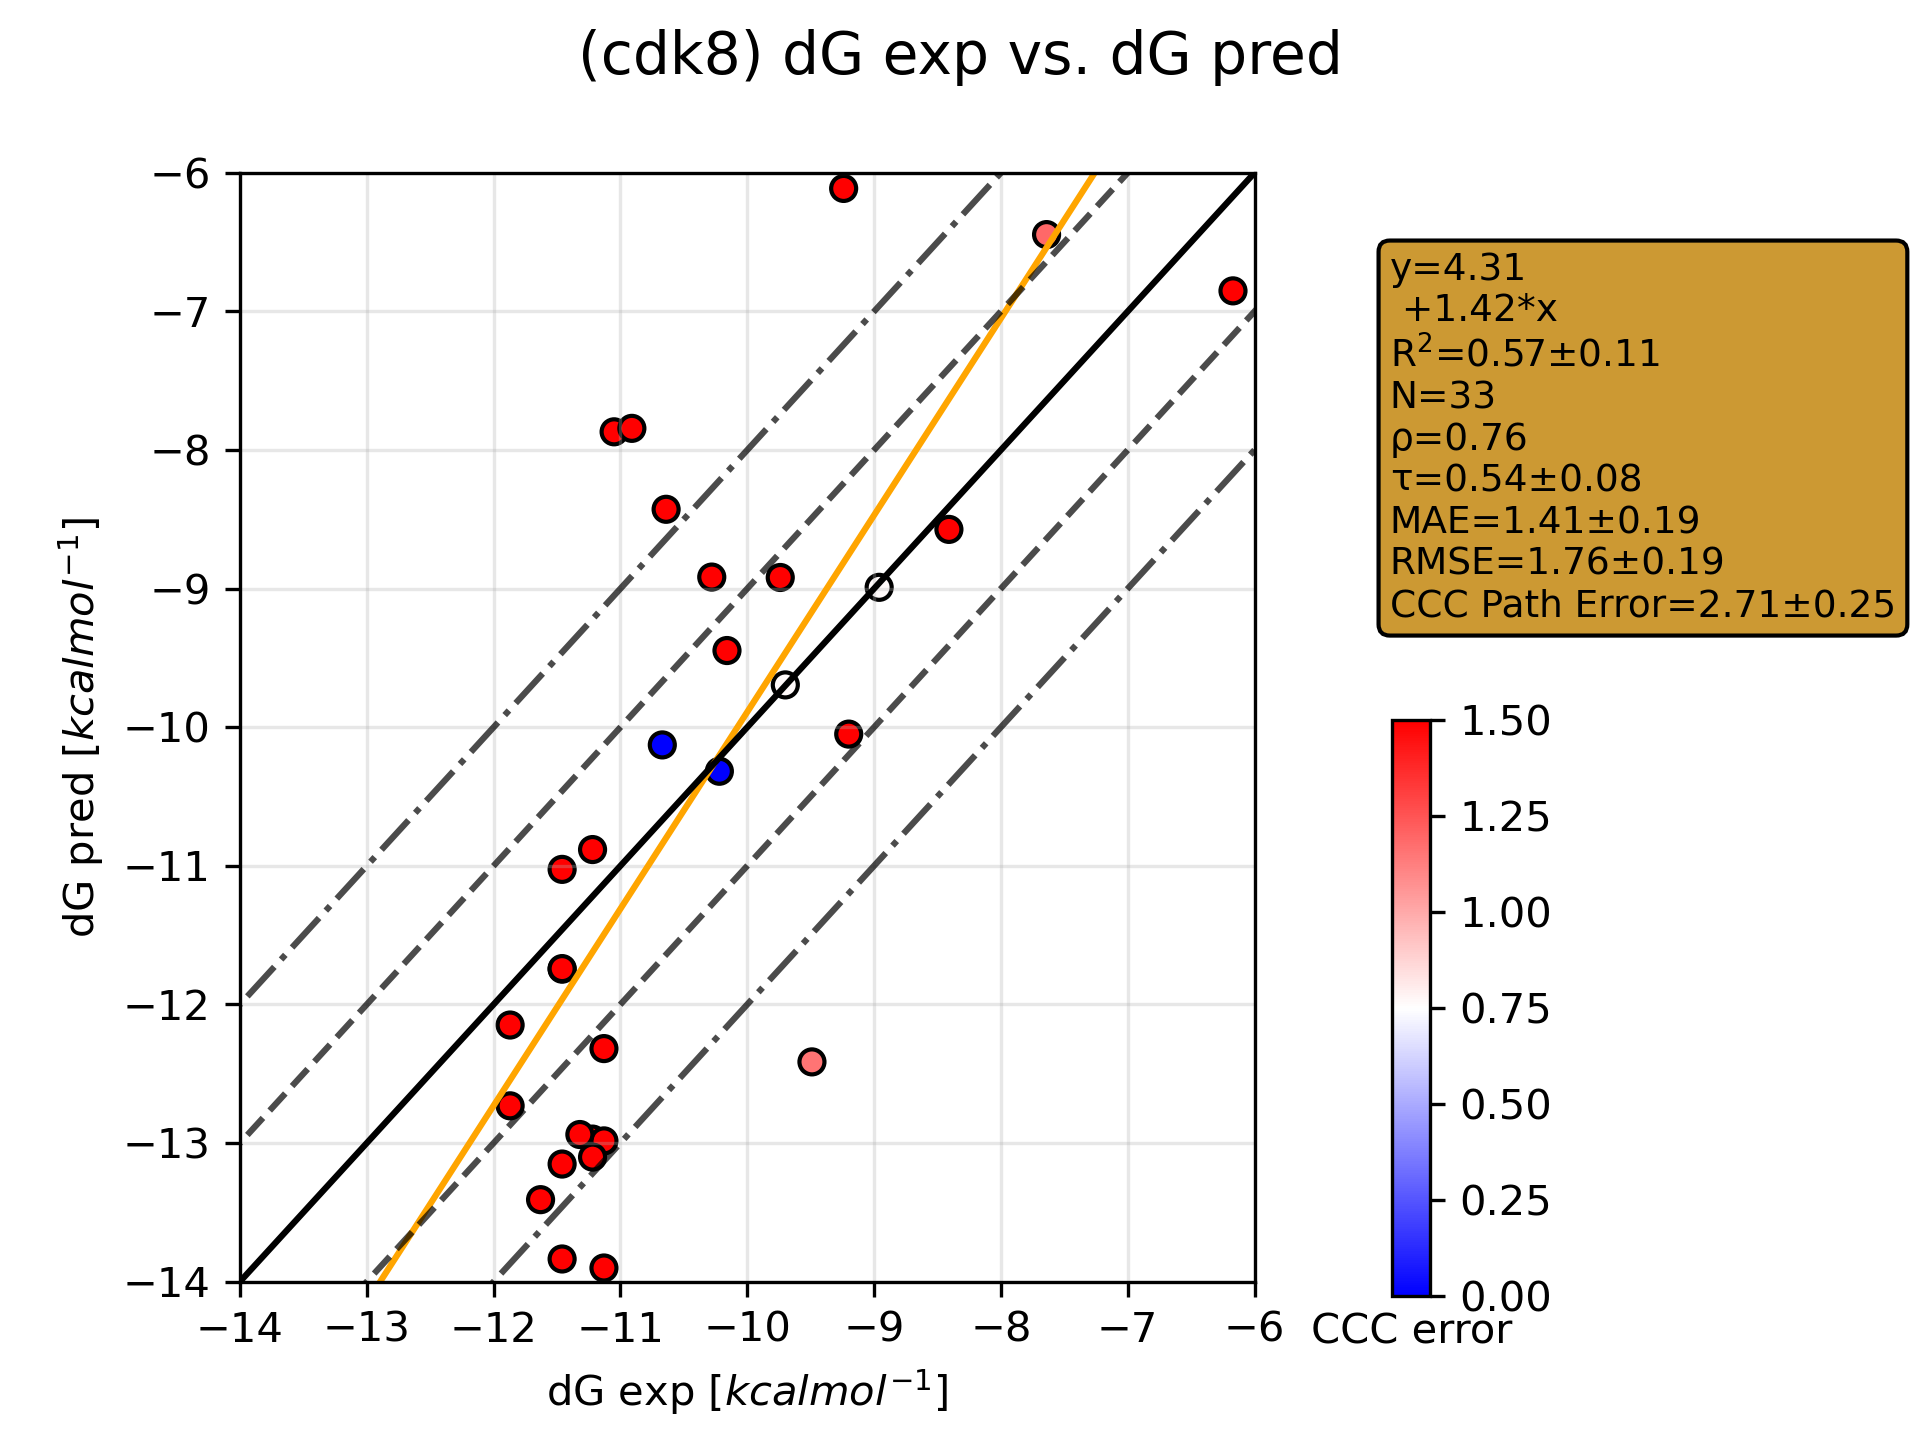 (cdk8) dG exp vs. dG pred
−6
−7
−8
−9
−10
−11
−12
−13
−14
dG pred [kcalmol⁻¹]
−14 −13 −12 −11 −10 −9 −8 −7 −6
dG exp [kcalmol⁻¹]
y=4.31
+1.42*x
R²=0.57±0.11
N=33
ρ=0.76
τ=0.54±0.08
MAE=1.41±0.19
RMSE=1.76±0.19
CCC Path Error=2.71±0.25
1.50
1.25
1.00
0.75
0.50
0.25
0.00
CCC error